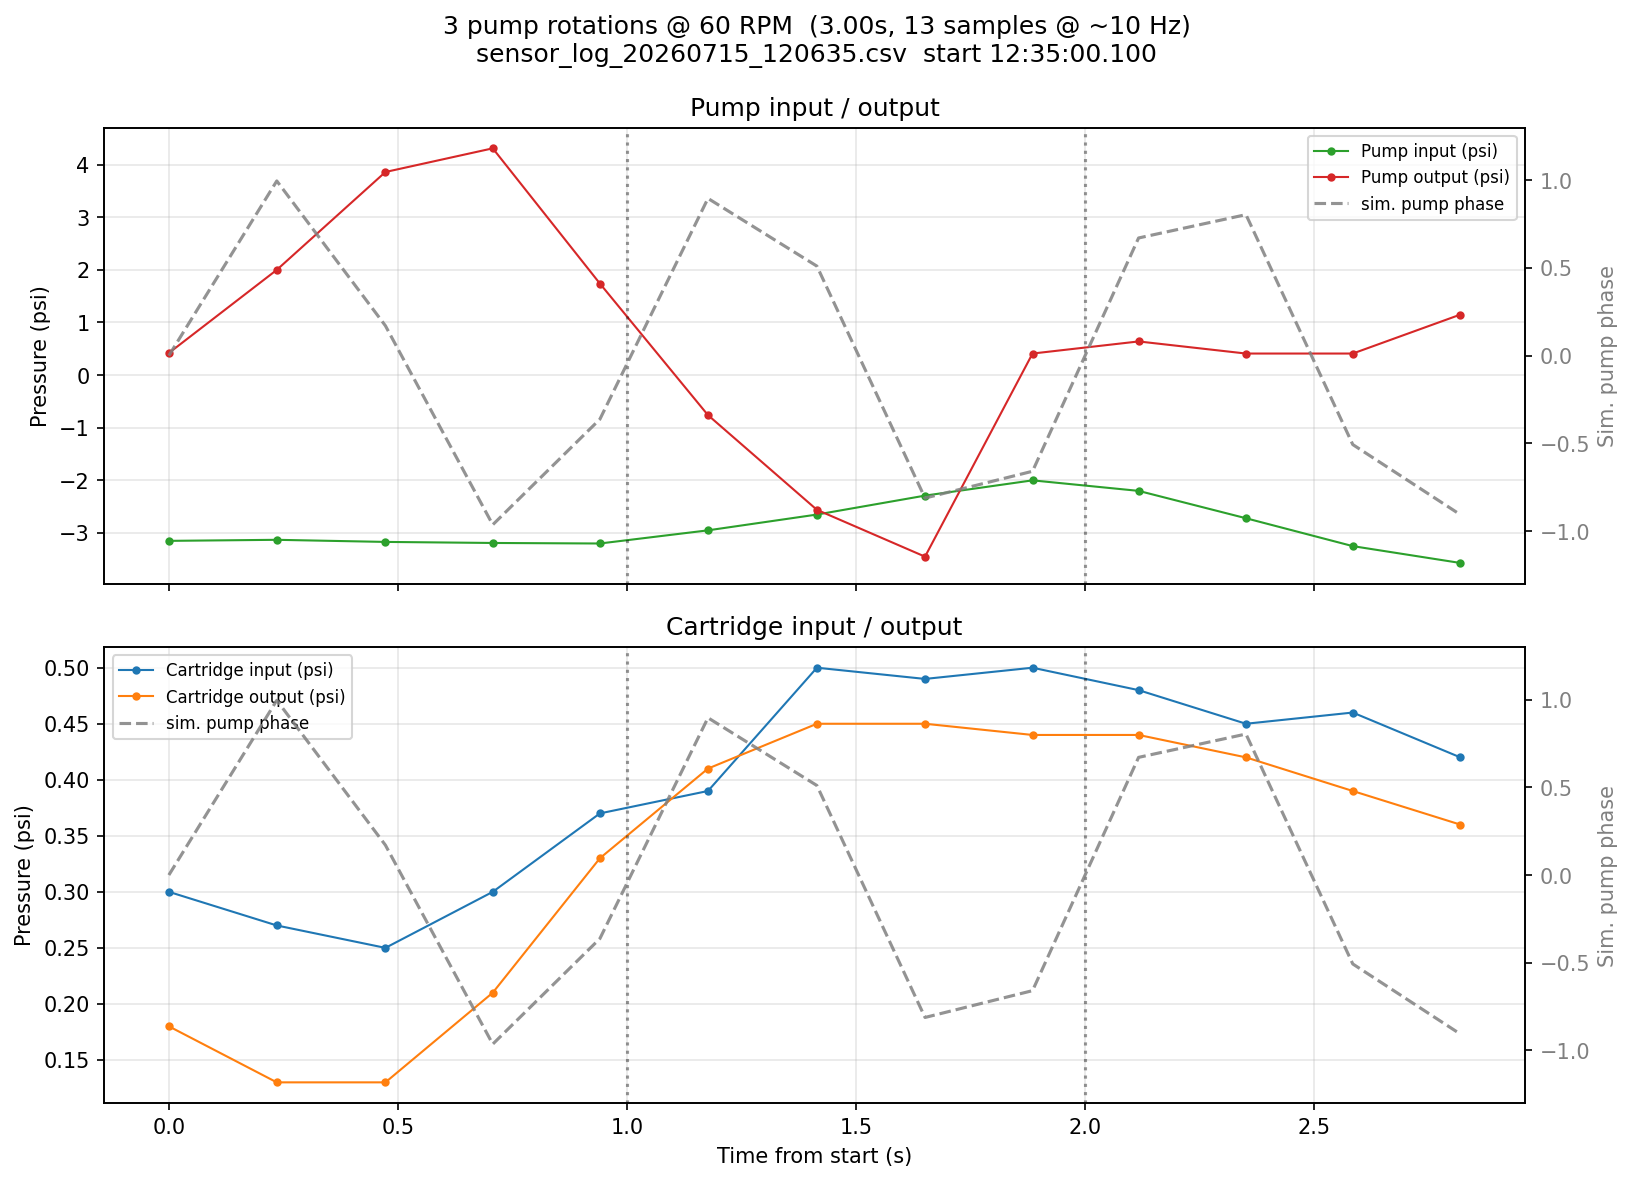 3 pump rotations @ 60 RPM  (3.00s, 13 samples @ ~10 Hz)
sensor_log_20260715_120635.csv  start 12:35:00.100
Pump input / output
Pump input (psi)
Pump output (psi)
sim. pump phase
4
3
2
1
0
−1
−2
−3
Pressure (psi)
1.0
0.5
0.0
−0.5
−1.0
Sim. pump phase
Cartridge input / output
Cartridge input (psi)
Cartridge output (psi)
sim. pump phase
0.50
0.45
0.40
0.35
0.30
0.25
0.20
0.15
Pressure (psi)
1.0
0.5
0.0
−0.5
−1.0
Sim. pump phase
0.0
0.5
1.0
1.5
2.0
2.5
Time from start (s)